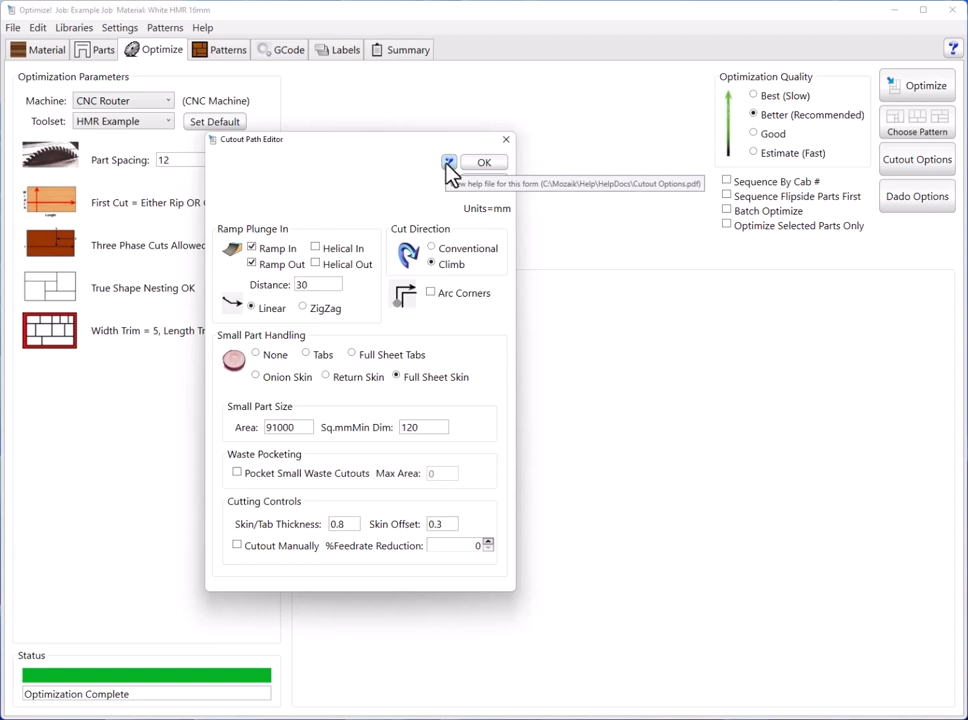 Optimize! Job: Example Job Material: White HMR 16mm
File Edit Libraries Settings Patterns Help
Material Parts Optimize Patterns GCode Labels Summary
Optimization Parameters
Machine: CNC Router (CNC Machine)
Toolset: HMR Example Set Default
Part Spacing: 12
First Cut = Either Rip OR C
Three Phase Cuts Allowed
True Shape Nesting OK
Width Trim = 5, Length Tr
Status
Optimization Complete
Cutout Path Editor
OK
w help file for this form (C:\Mozaik\Help\HelpDocs\Cutout Options.pdf)
Units=mm
Ramp Plunge In
Ramp In Helical In
Ramp Out Helical Out
Distance: 30
Linear ZigZag
Cut Direction
Conventional
Climb
Arc Corners
Small Part Handling
None Tabs Full Sheet Tabs
Onion Skin Return Skin Full Sheet Skin
Small Part Size
Area: 91000 Sq.mm Min Dim: 120
Waste Pocketing
Pocket Small Waste Cutouts Max Area: 0
Cutting Controls
Skin/Tab Thickness: 0.8 Skin Offset: 0.3
Cutout Manually %Feedrate Reduction: 0
Optimization Quality
Best (Slow)
Better (Recommended)
Good
Estimate (Fast)
Sequence By Cab #
Sequence Flipside Parts First
Batch Optimize
Optimize Selected Parts Only
?
Optimize
Choose Pattern
Cutout Options
Dado Options